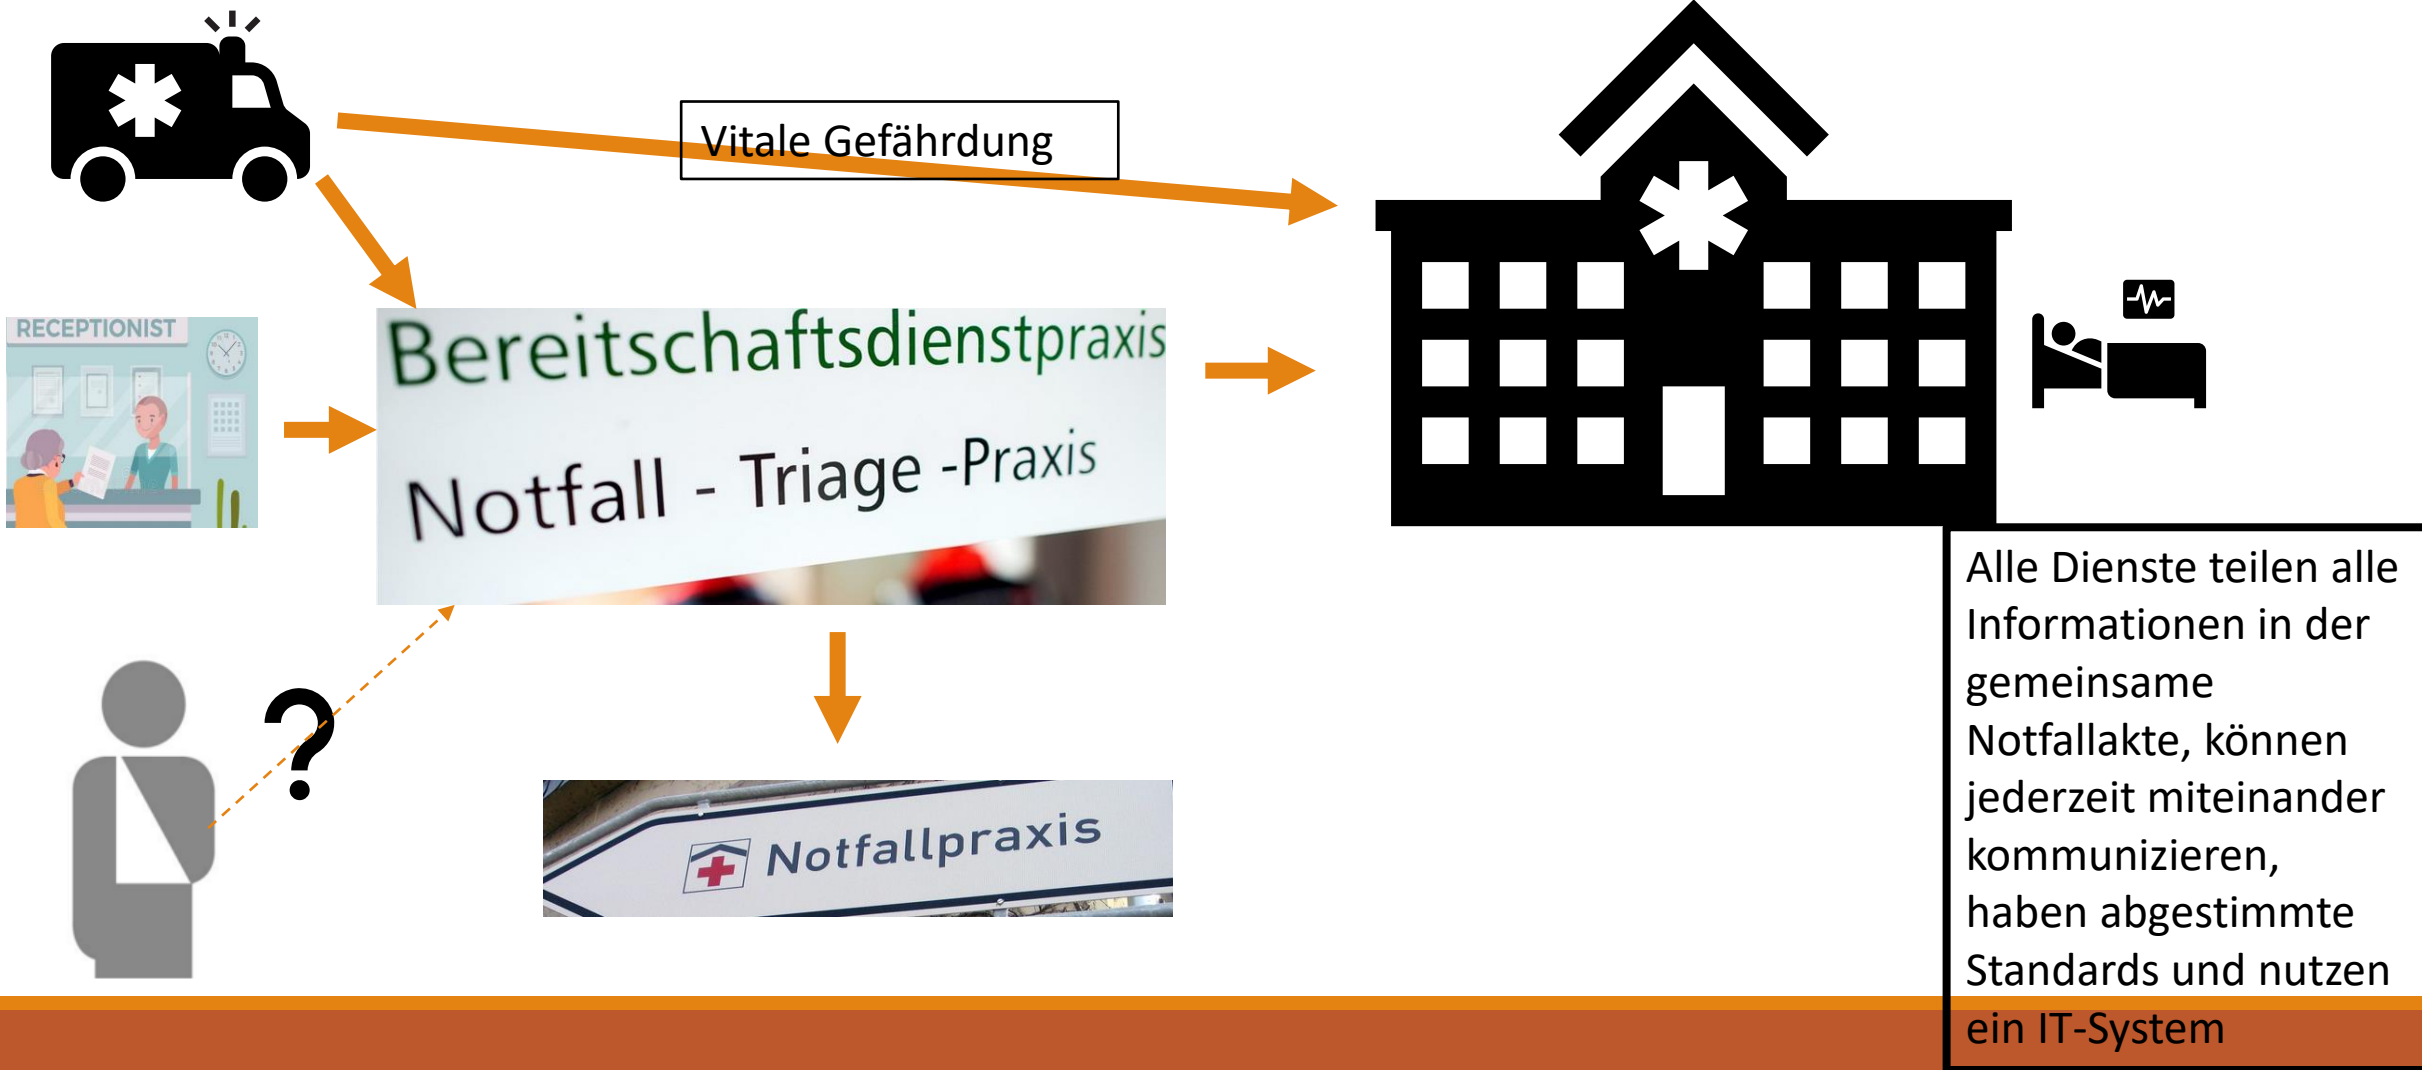 Vitale Gefährdung
RECEPTIONIST
Bereitschaftsdienstpraxis
Notfall - Triage -Praxis
?
Notfallpraxis
Alle Dienste teilen alle
Informationen in der
gemeinsame
Notfallakte, können
jederzeit miteinander
kommunizieren,
haben abgestimmte
Standards und nutzen
ein IT-System